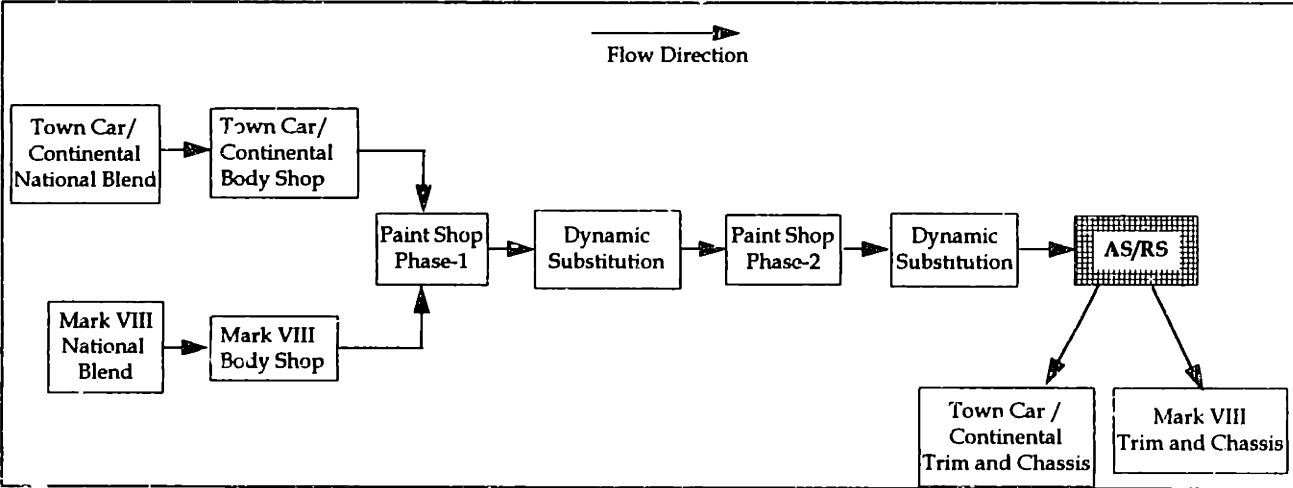 Flow Direction
Town Car/
Continental
National Blend
Town Car/
Continental
Body Shop
Paint Shop
Phase-1
Dynamic
Substitution
Paint Shop
Phase-2
Dynamic
Substitution
AS/RS
Mark VIII
National
Blend
Mark VIII
Body Shop
Town Car /
Continental
Trim and Chassis
Mark VIII
Trim and Chassis